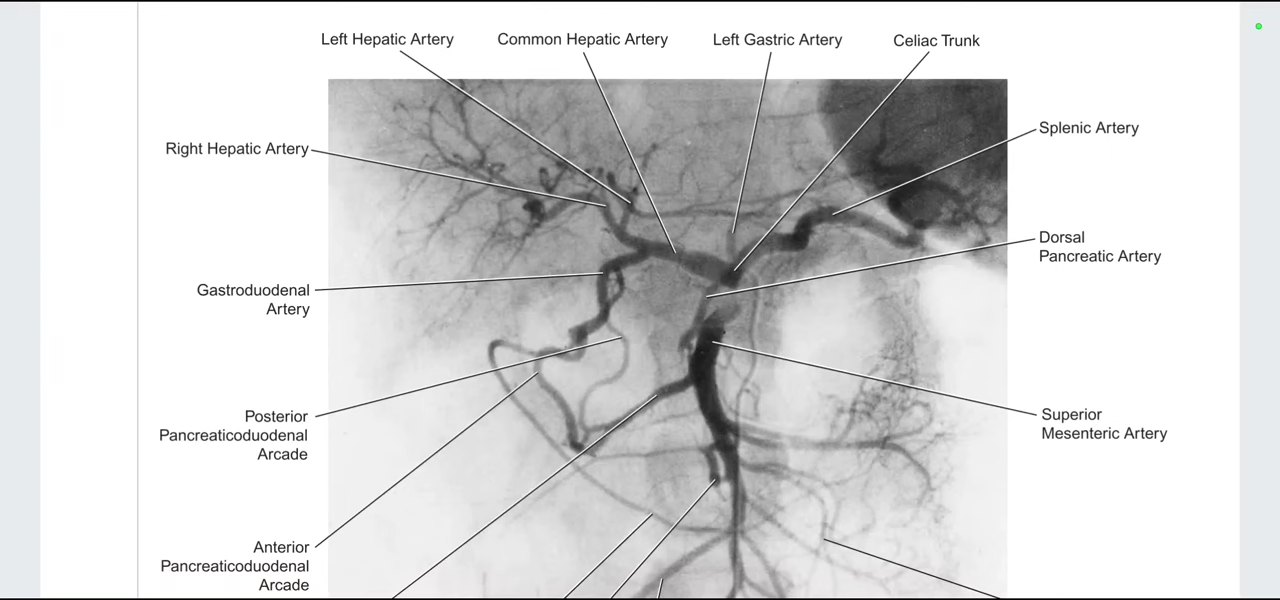 Left Hepatic Artery
Common Hepatic Artery
Left Gastric Artery
Celiac Trunk
Splenic Artery
Right Hepatic Artery
Dorsal
Pancreatic Artery
Gastroduodenal
Artery
Posterior
Pancreaticoduodenal
Arcade
Superior
Mesenteric Artery
Anterior
Pancreaticoduodenal
Arcade